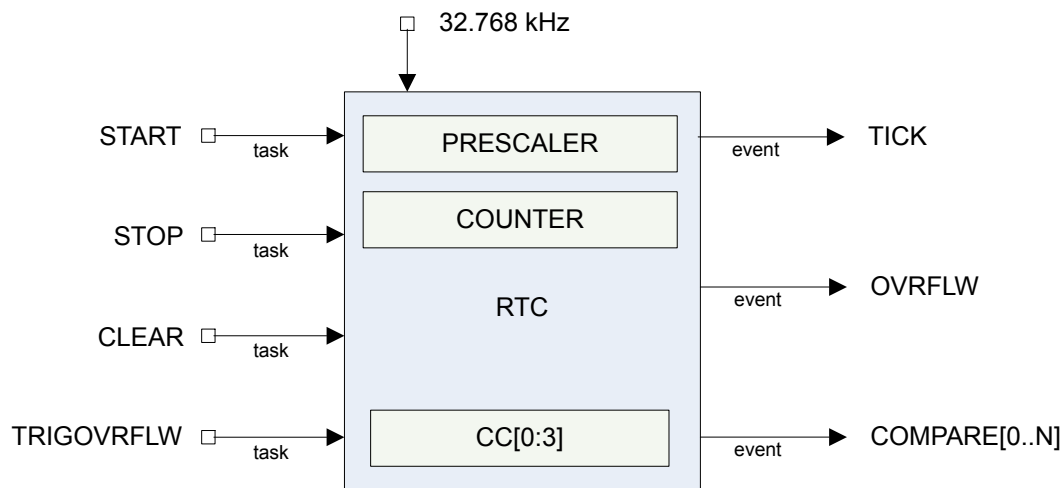 32.768 kHz
START
task
PRESCALER
event
TICK
STOP
task
COUNTER
RTC
event
OVRFLW
CLEAR
task
TRIGOVRFLW
task
CC[0:3]
event
COMPARE[0..N]